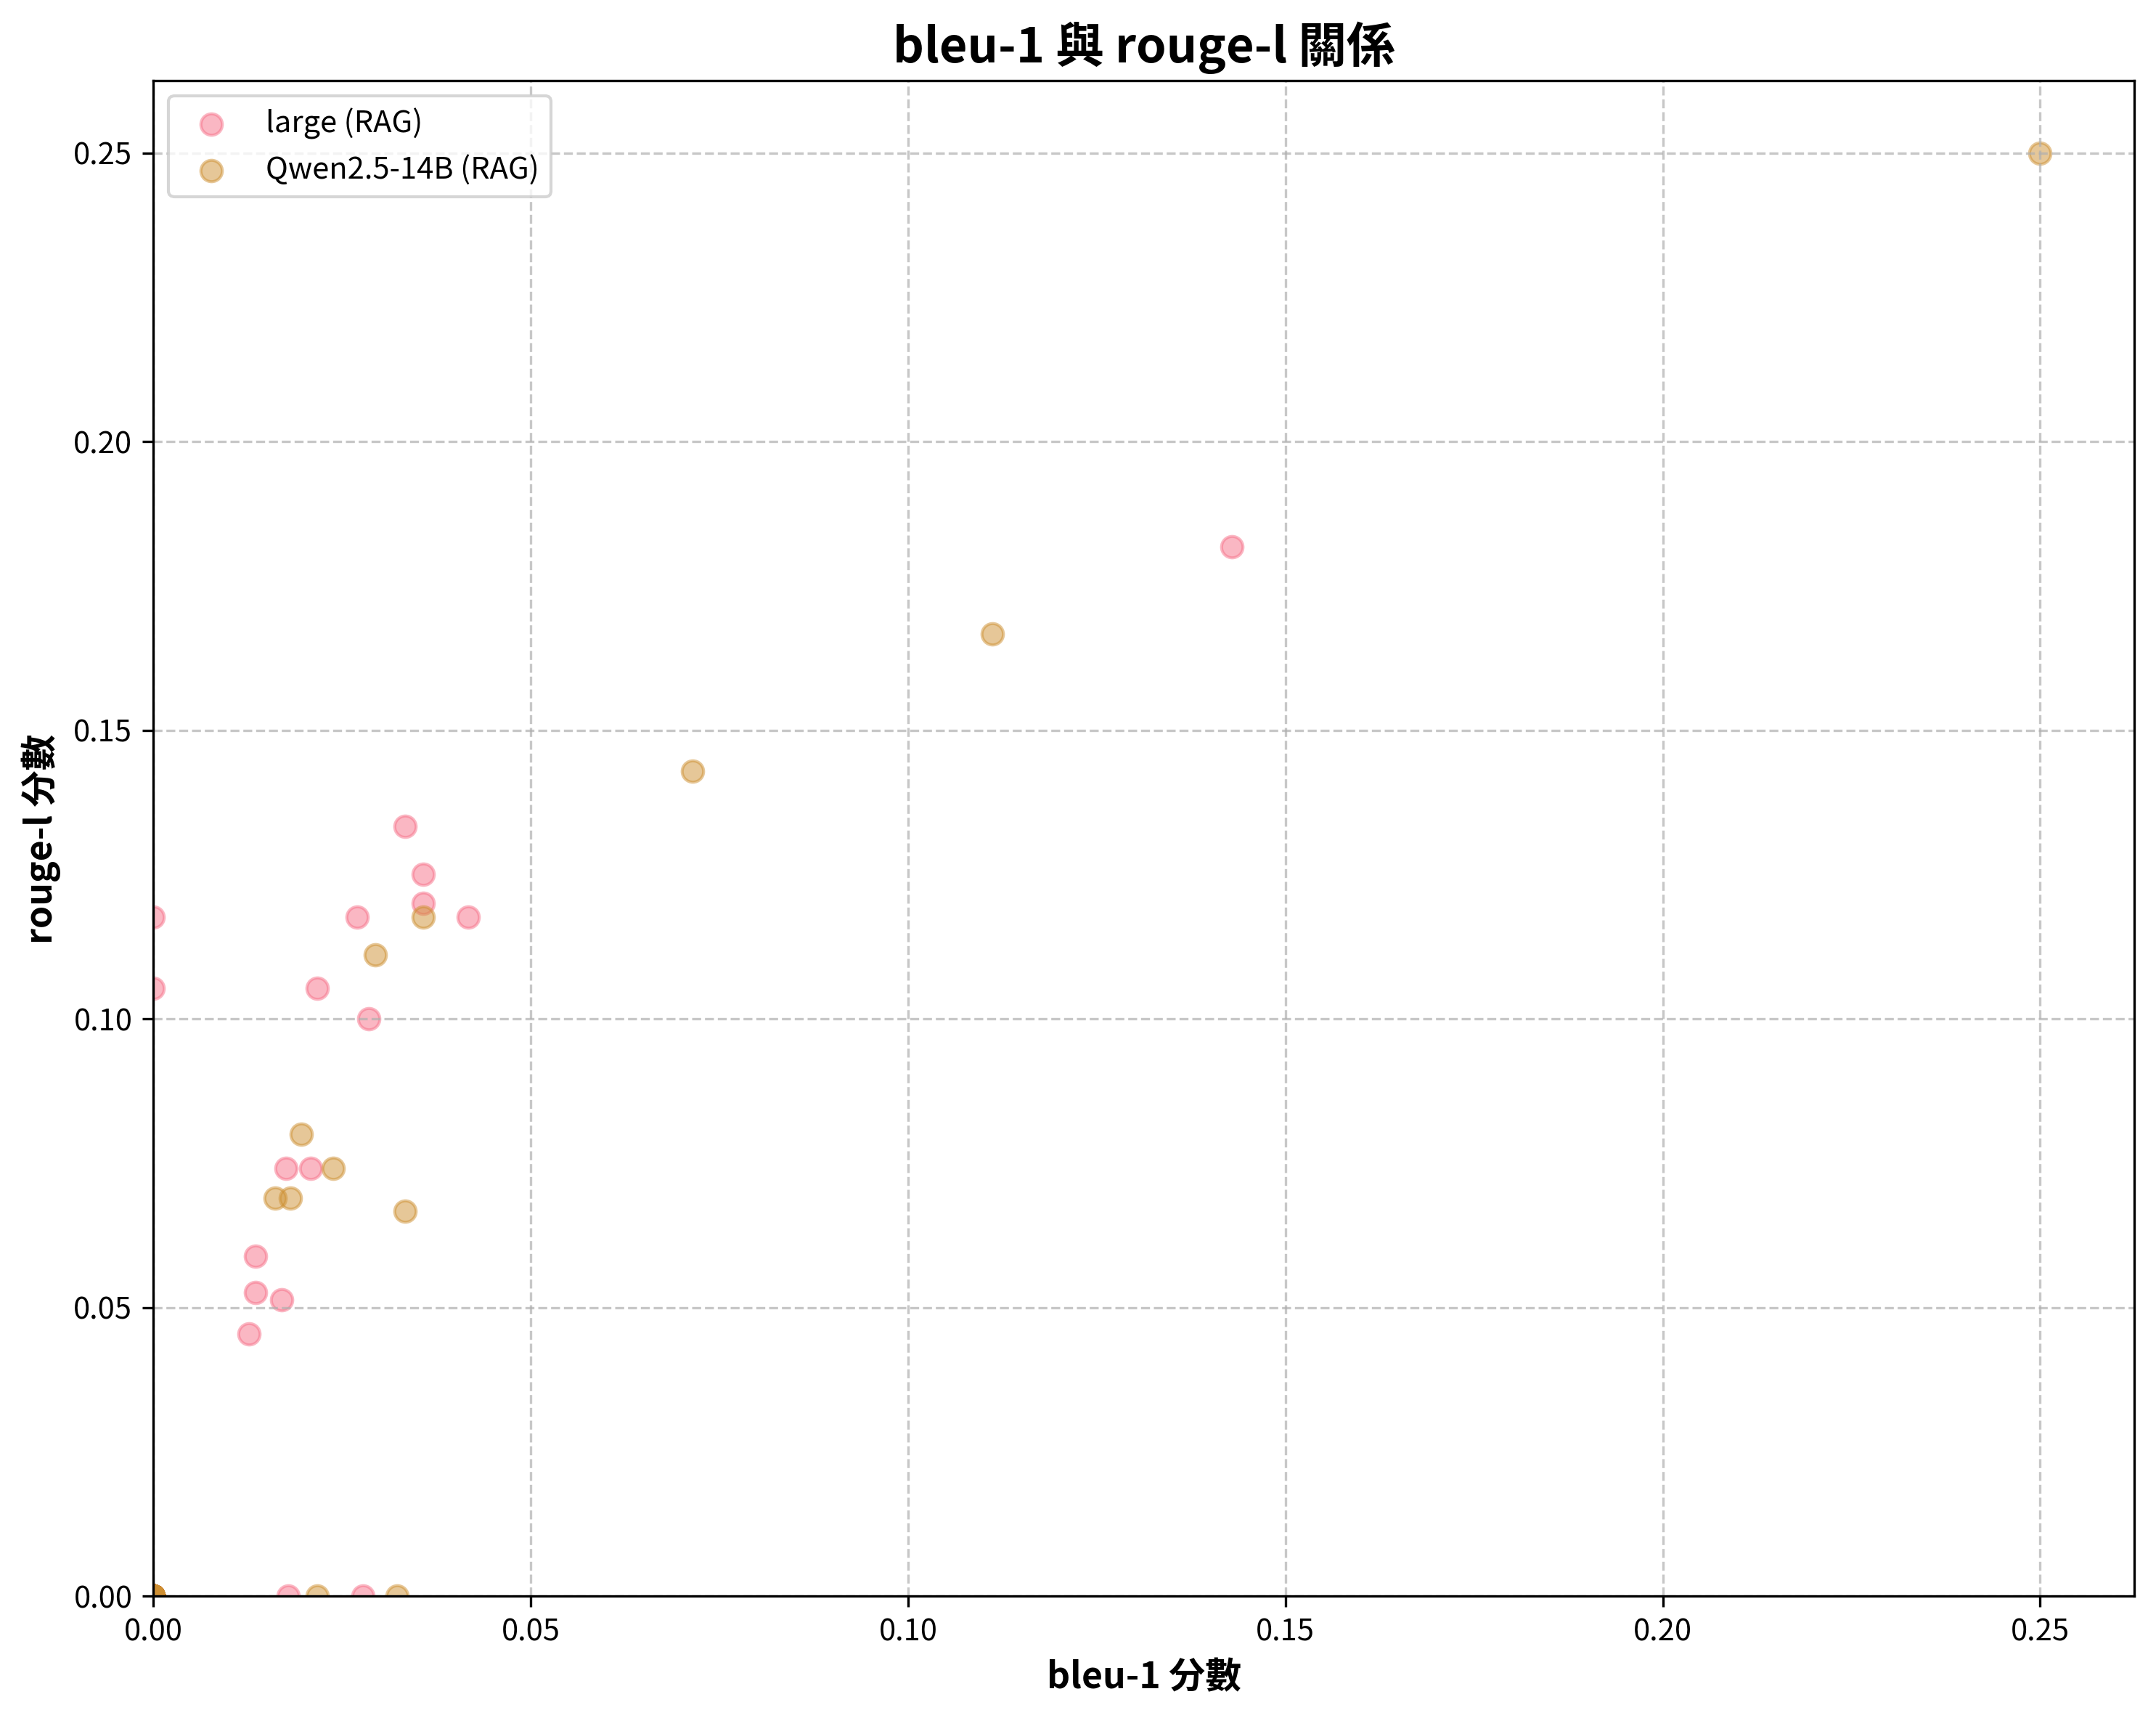 bleu-1 與 rouge-l 關係
large (RAG)
Qwen2.5-14B (RAG)
rouge-l 分數
0.25
0.20
0.15
0.10
0.05
0.00
0.00 0.05 0.10 0.15 0.20 0.25
bleu-1 分數